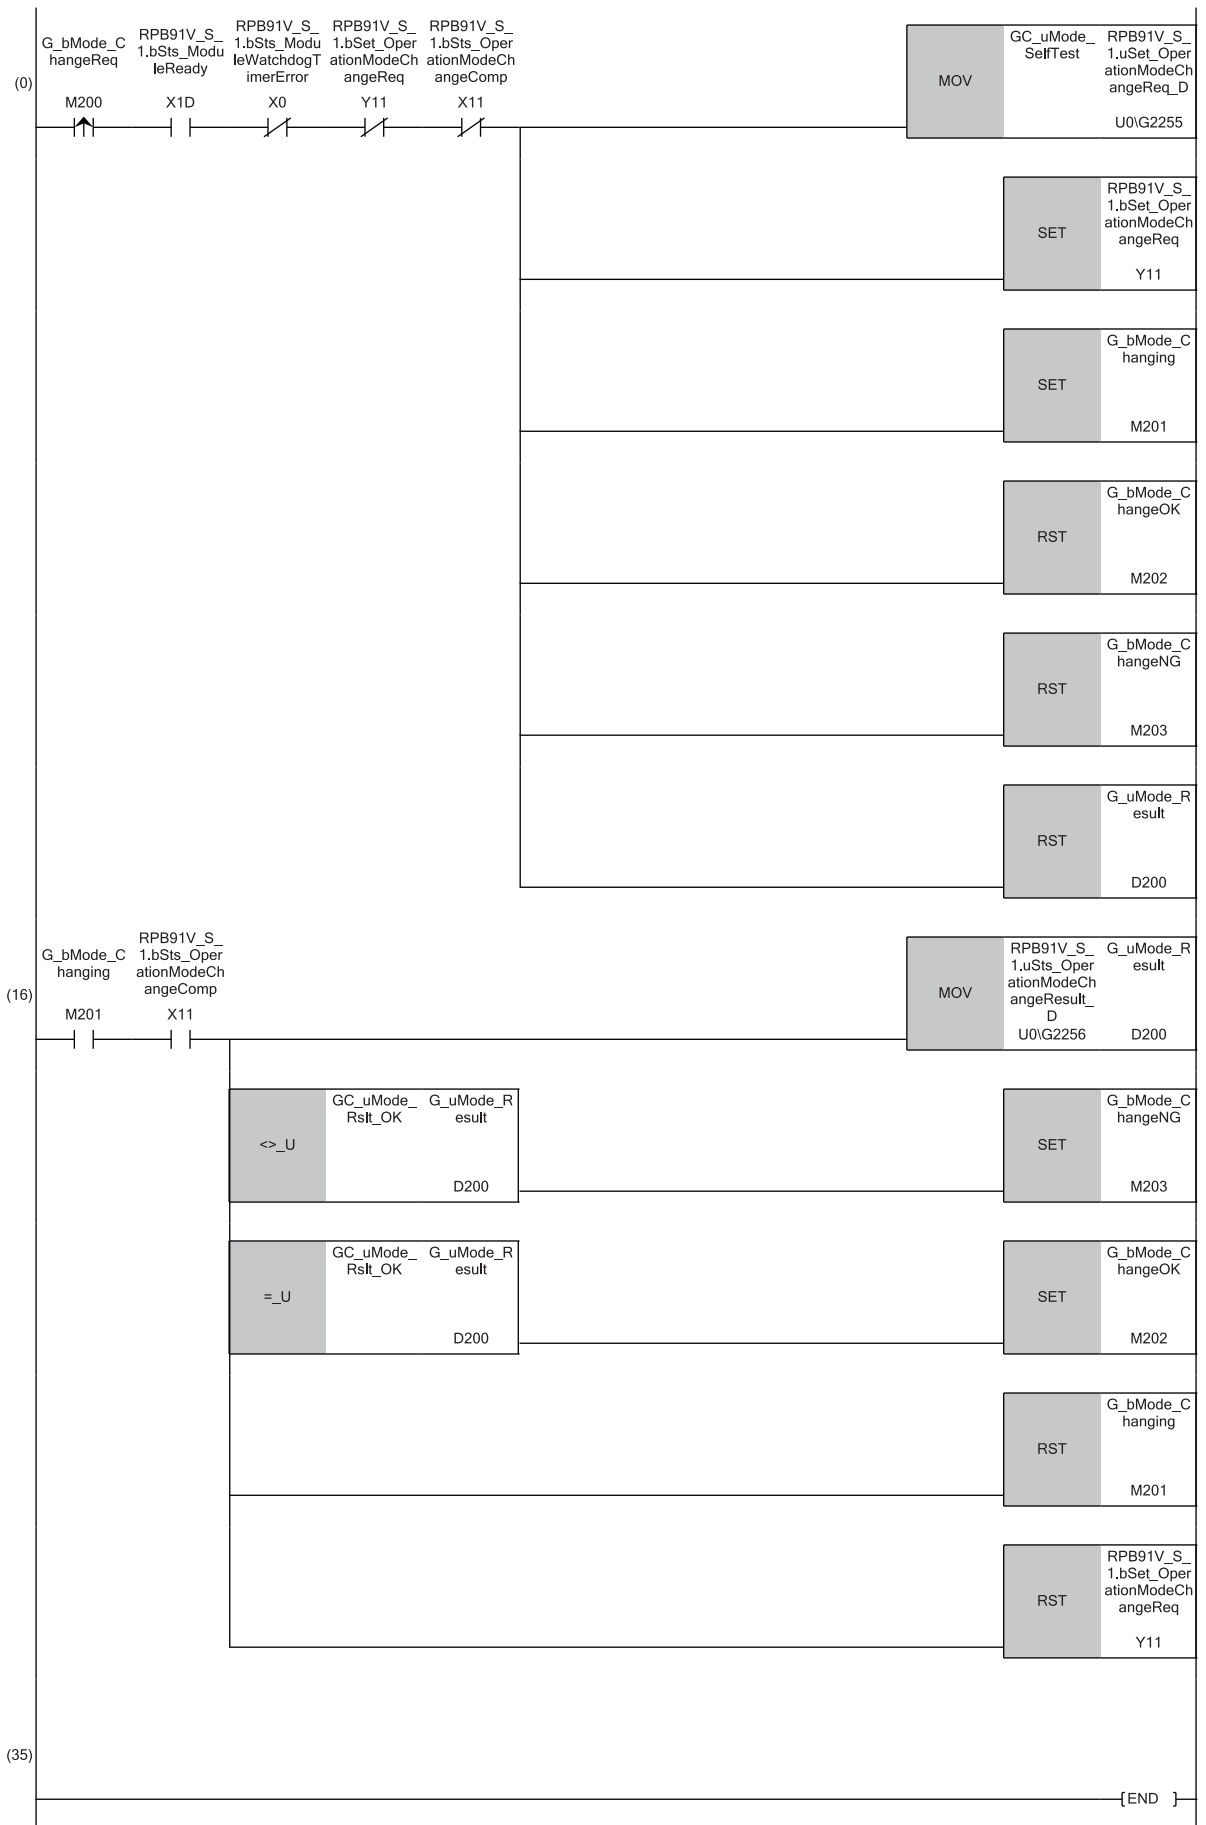 G_bMode_C
hangeReq
RPB91V_S_
1.bSts_Modu
leReady
RPB91V_S_
1.bSts_Modu
leWatchdogT
imerError
RPB91V_S_
1.bSet_Oper
ationModeCh
angeReq
RPB91V_S_
1.bSts_Oper
ationModeCh
angeComp
(0)
M200
X1D
X0
Y11
X11
MOV
GC_uMode_
SelfTest
RPB91V_S_
1.uSet_Oper
ationModeCh
angeReq_D
U0\G2255
SET
RPB91V_S_
1.bSet_Oper
ationModeCh
angeReq
Y11
SET
G_bMode_C
hanging
M201
RST
G_bMode_C
hangeOK
M202
RST
G_bMode_C
hangeNG
M203
RST
G_uMode_R
esult
D200
(16)
G_bMode_C
hanging
M201
RPB91V_S_
1.bSts_Oper
ationModeCh
angeComp
X11
MOV
RPB91V_S_
1.uSts_Oper
ationModeCh
angeResult_
D
U0\G2256
G_uMode_R
esult
D200
<>_U
GC_uMode_
Rslt_OK
G_uMode_R
esult
D200
SET
G_bMode_C
hangeNG
M203
=_U
GC_uMode_
Rslt_OK
G_uMode_R
esult
D200
SET
G_bMode_C
hangeOK
M202
RST
G_bMode_C
hanging
M201
RST
RPB91V_S_
1.bSet_Oper
ationModeCh
angeReq
Y11
(35)
[END ]